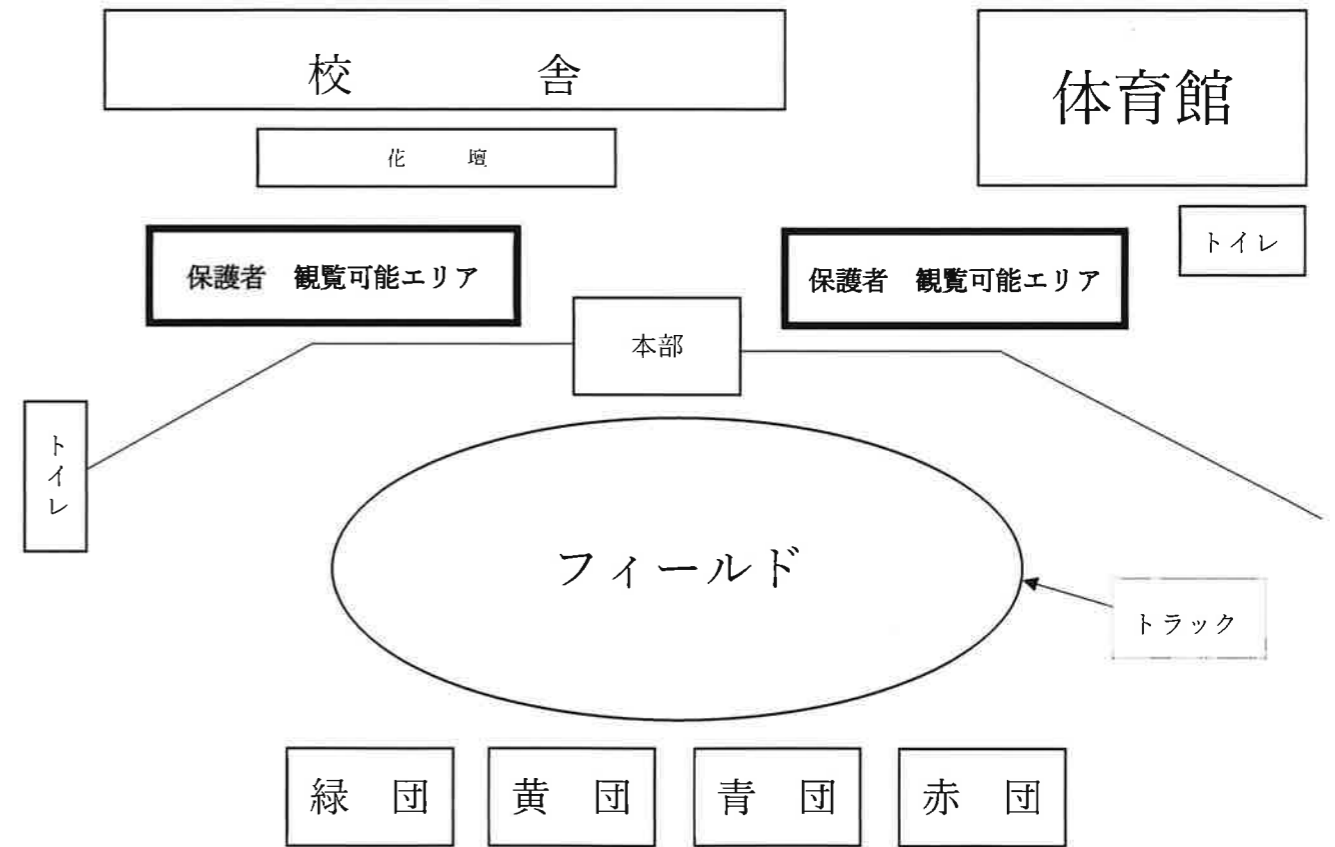 校　舎
体育館
花　壇
トイレ
保護者　観覧可能エリア
保護者　観覧可能エリア
本部
トイレ
フィールド
トラック
緑　団
黄　団
青　団
赤　団